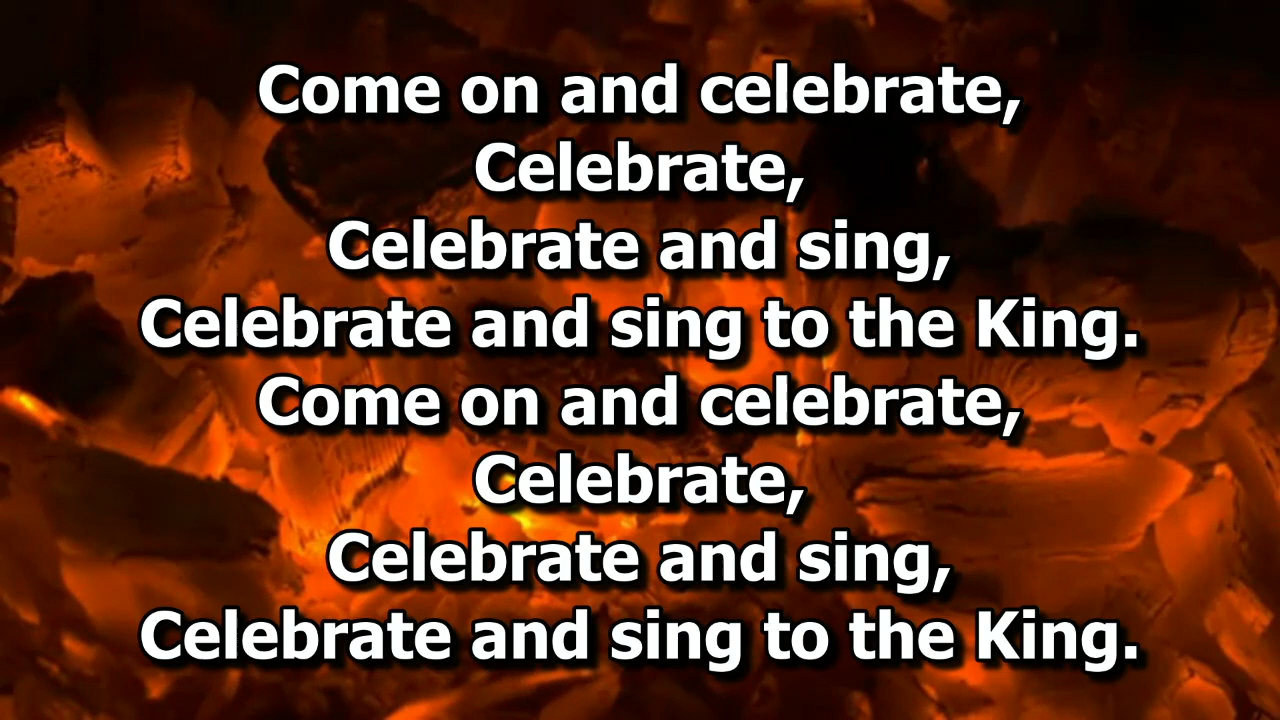 Come on and celebrate,
Celebrate,
Celebrate and sing,
Celebrate and sing to the King.
Come on and celebrate,
Celebrate,
Celebrate and sing,
Celebrate and sing to the King.